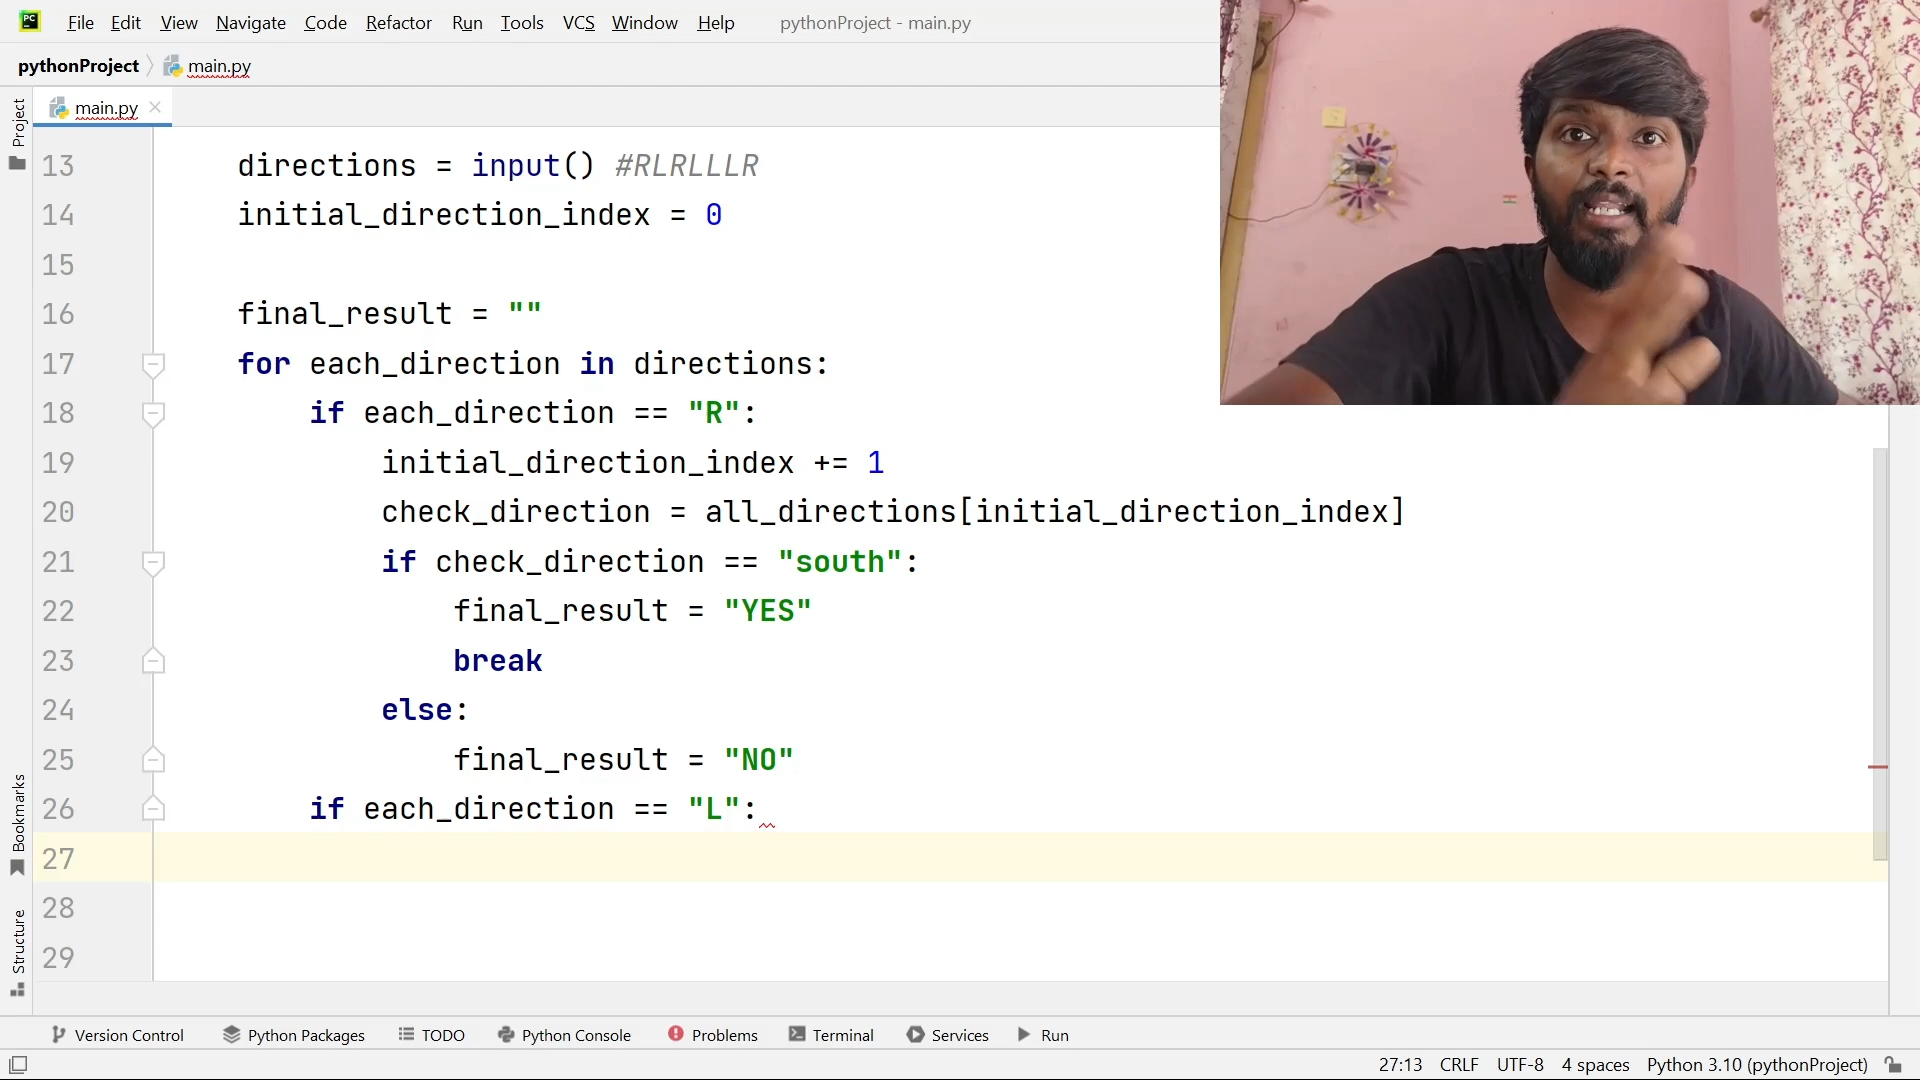 PC File Edit View Navigate Code Refactor Run Tools VCS Window Help pythonProject - main.py
pythonProject main.py
Project
main.py
13 directions = input() #RLRLLLR
14 initial_direction_index = 0
15
16 final_result = ""
17 for each_direction in directions:
18 if each_direction == "R":
19 initial_direction_index += 1
20 check_direction = all_directions[initial_direction_index]
21 if check_direction == "south":
22 final_result = "YES"
23 break
24 else:
25 final_result = "NO"
26 if each_direction == "L":
27
28
29
Bookmarks
Structure
Version Control Python Packages TODO Python Console Problems Terminal Services Run
27:13 CRLF UTF-8 4 spaces Python 3.10 (pythonProject)